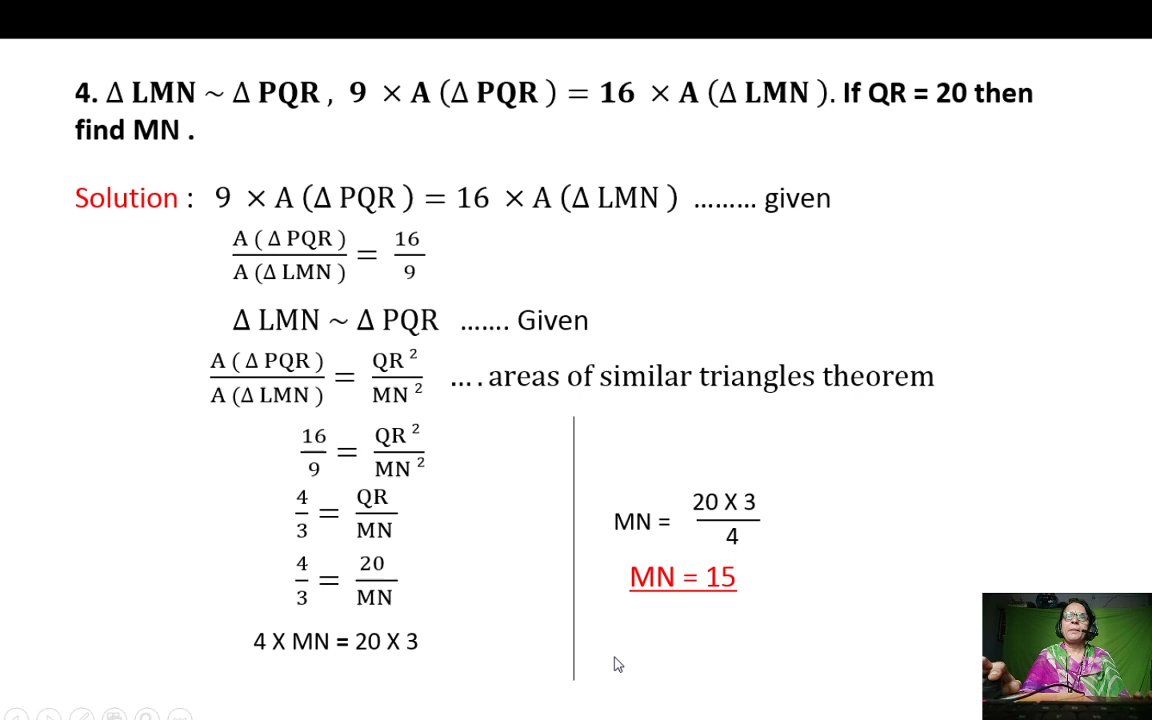 4. Δ LMN ~ Δ PQR , 9 × A (Δ PQR ) = 16 × A (Δ LMN ). If QR = 20 then
find MN .
Solution : 9 × A (Δ PQR ) = 16 × A (Δ LMN ) ……… given
A ( Δ PQR ) / A (Δ LMN ) = 16 / 9
Δ LMN ~ Δ PQR ……. Given
A ( Δ PQR ) / A (Δ LMN ) = QR ² / MN ² … . areas of similar triangles theorem
16 / 9 = QR ² / MN ²
4 / 3 = QR / MN
4 / 3 = 20 / MN
4 X MN = 20 X 3
MN = 20 X 3 / 4
MN = 15